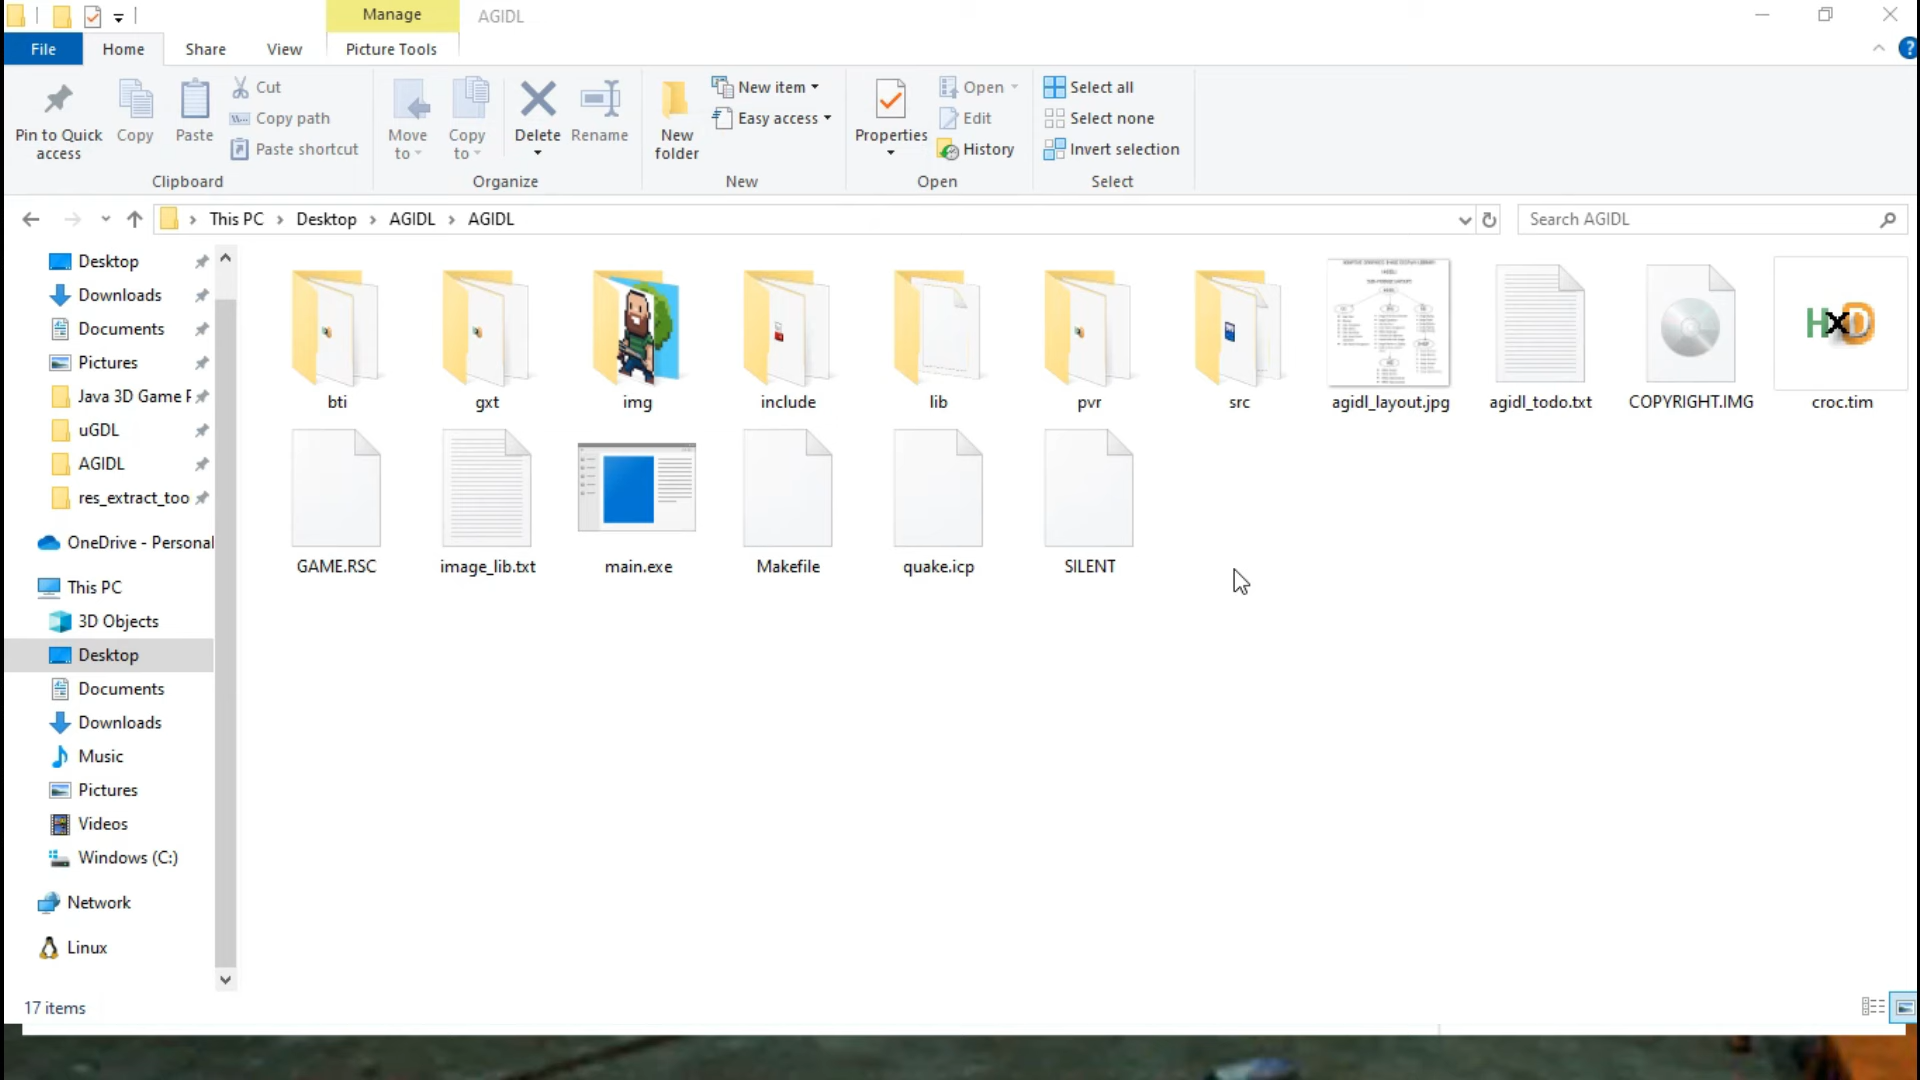 Manage AGIDL
File Home Share View Picture Tools
Pin to Quick access
Copy
Paste
Cut
Copy path
Paste shortcut
Clipboard
Move to
Copy to
Delete
Rename
Organize
New folder
New item
Easy access
New
Properties
Open
Edit
History
Open
Select all
Select none
Invert selection
Select
This PC > Desktop > AGIDL > AGIDL
Search AGIDL
Desktop
Downloads
Documents
Pictures
Java 3D Game F
uGDL
AGIDL
res_extract_too
OneDrive - Personal
This PC
3D Objects
Desktop
Documents
Downloads
Music
Pictures
Videos
Windows (C:)
Network
Linux
HxD
bti gxt img include lib pvr src agidl_layout.jpg agidl_todo.txt COPYRIGHT.IMG croc.tim
GAME.RSC image_lib.txt main.exe Makefile quake.icp SILENT
17 items